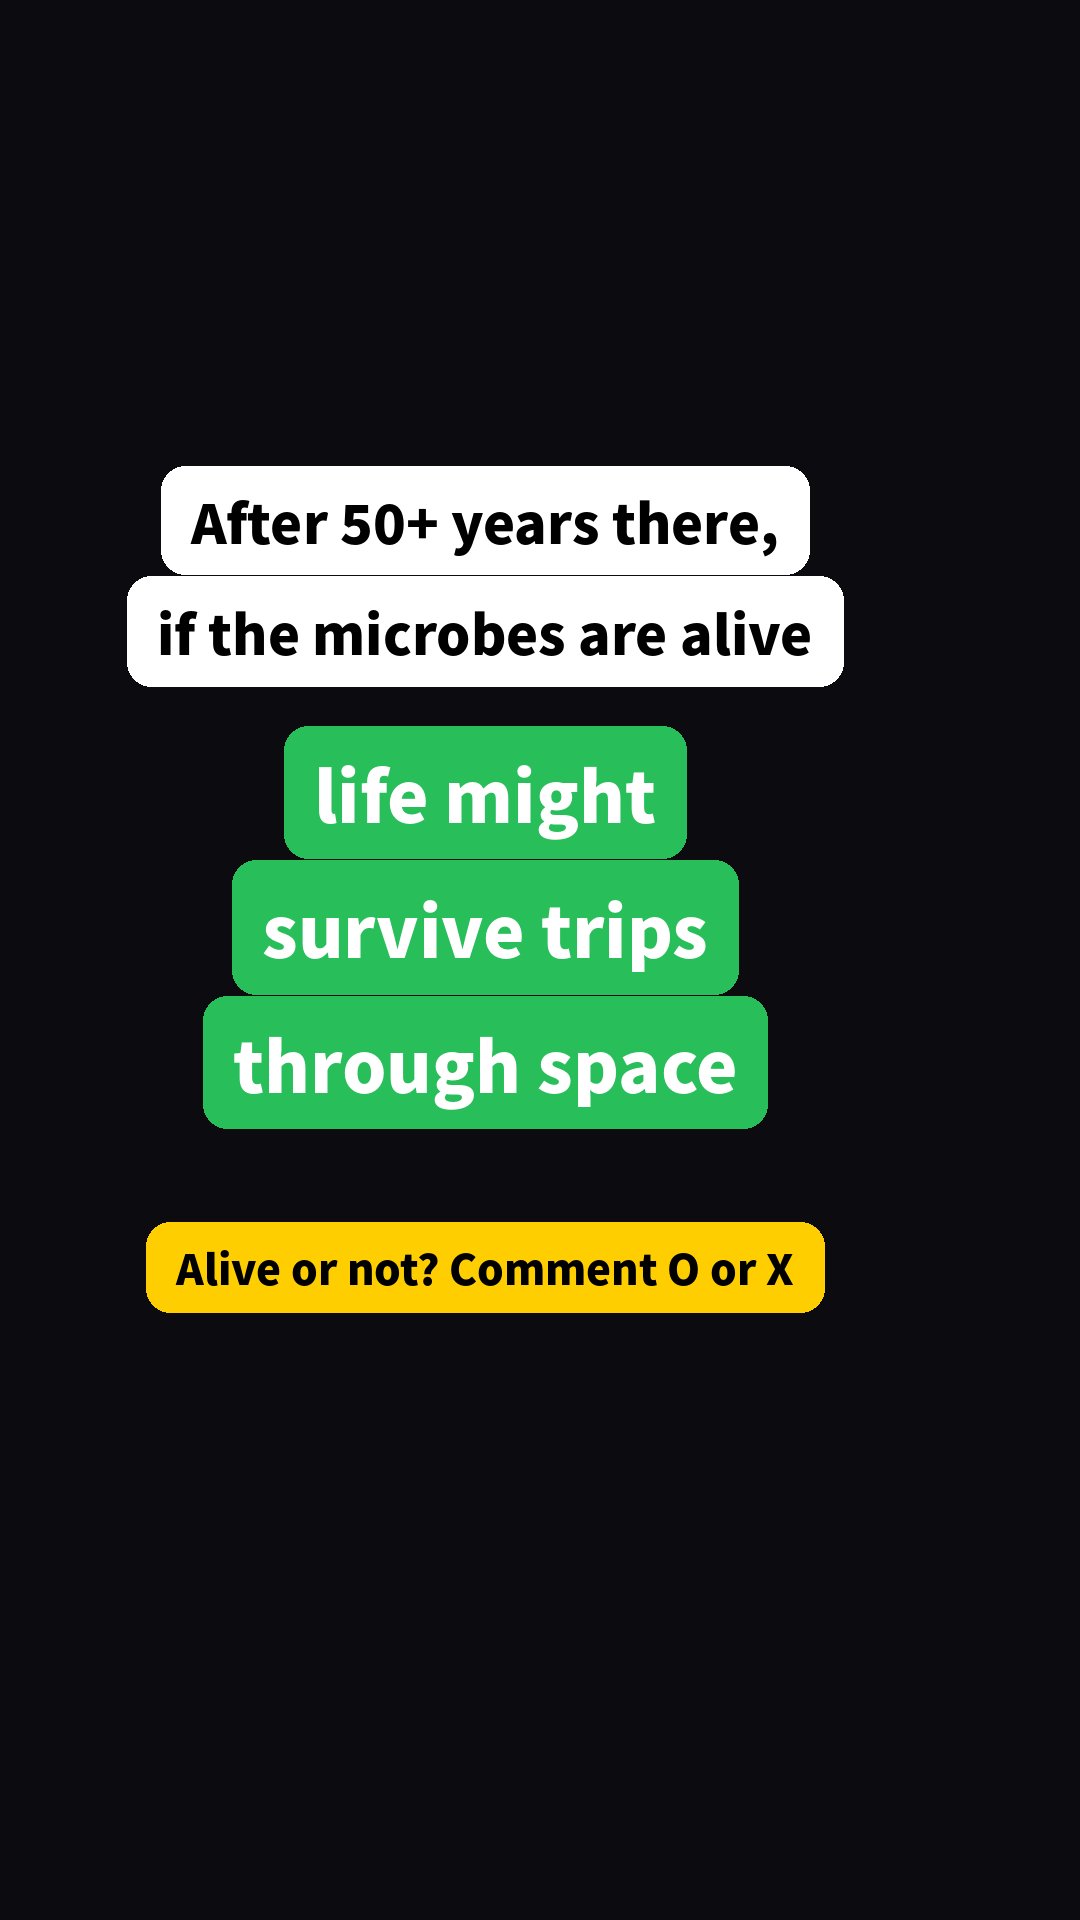 After 50+ years there,
if the microbes are alive
life might
survive trips
through space
Alive or not? Comment O or X